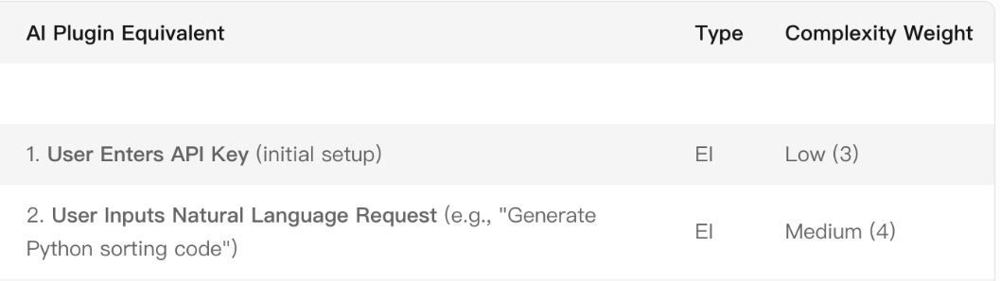 AI Plugin Equivalent Type Complexity Weight
1. User Enters API Key (initial setup) EI Low (3)
2. User Inputs Natural Language Request (e.g., "Generate
Python sorting code") EI Medium (4)